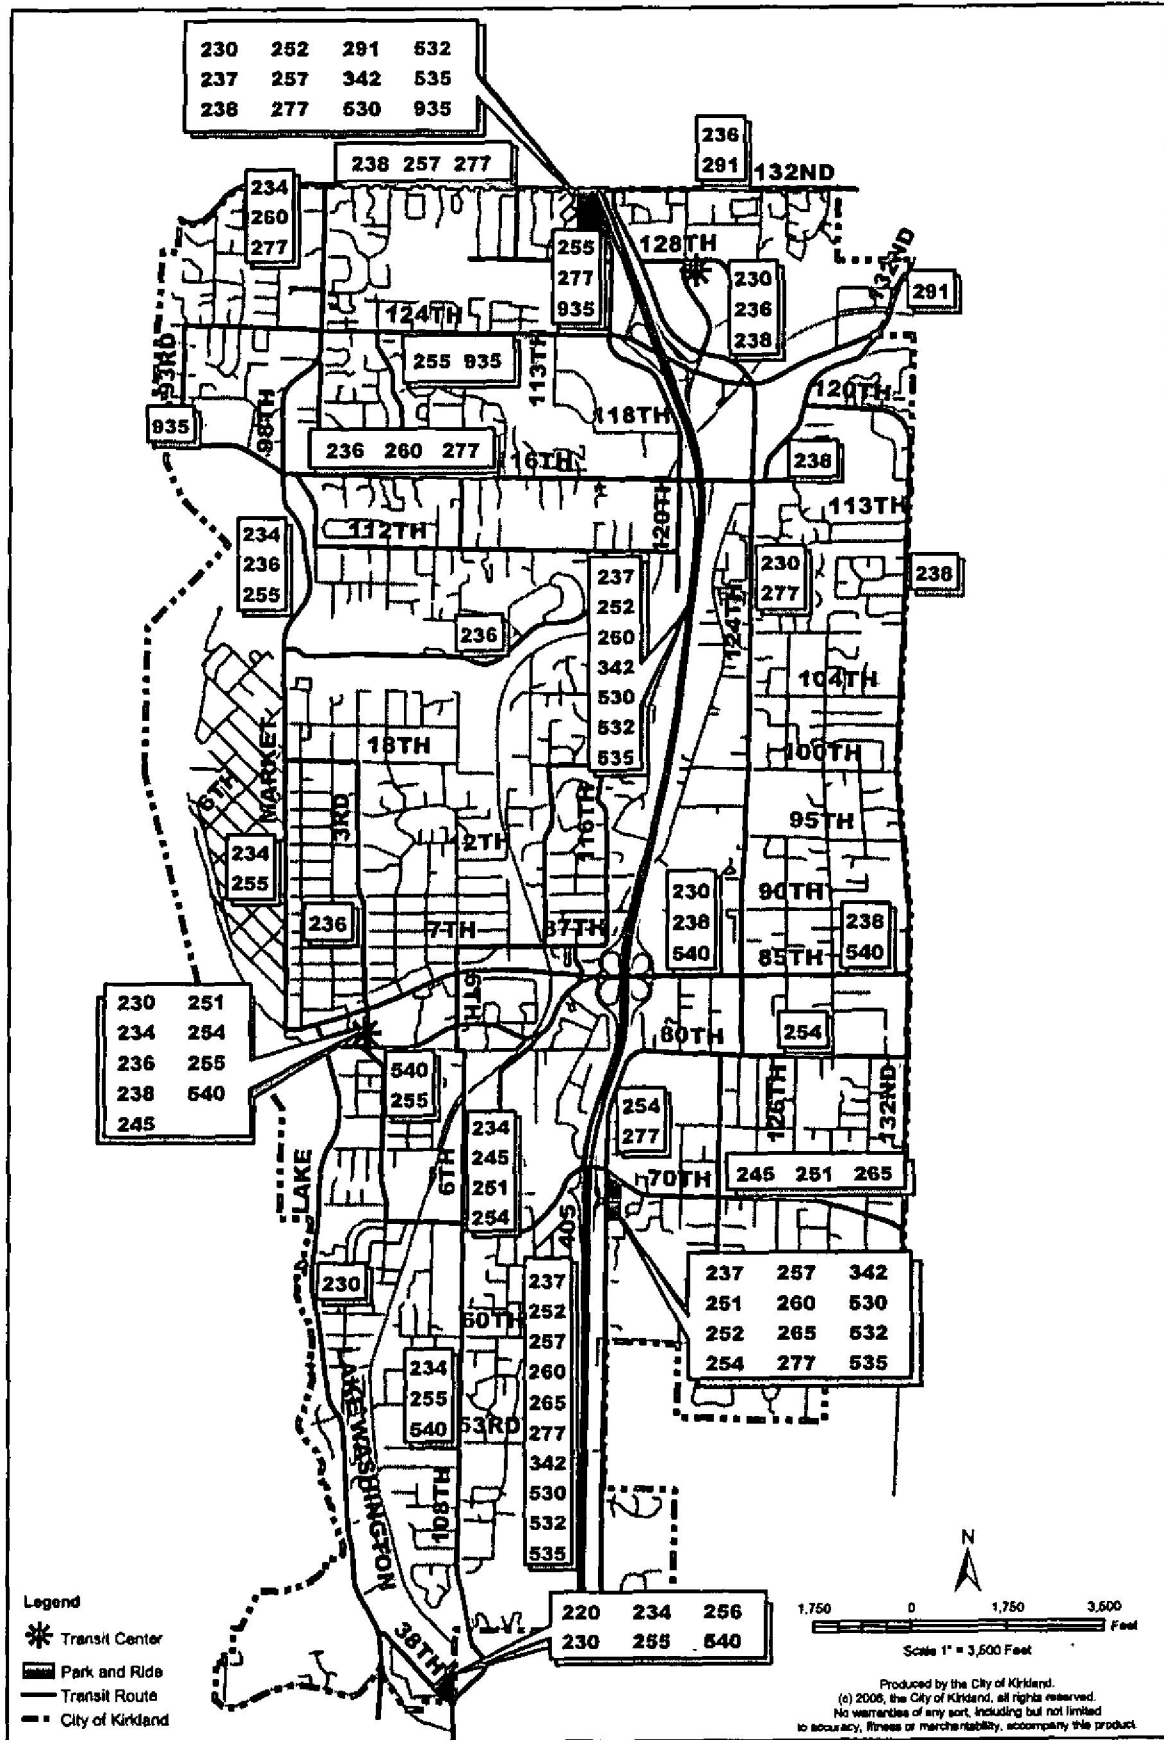 230 252 291 532
237 257 342 535
238 277 530 935
236
291
132ND
238 257 277
234
260
277
128TH
255
277
935
230
236
238
132ND
291
124TH
93RD
255 935
113TH
120TH
98TH
118TH
935
236 260 277
16TH
238
113TH
120TH
112TH
234
236
255
237
252
260
342
530
532
535
230
277
238
124TH
236
104TH
18TH
100TH
MARKET
6TH
3RD
116TH
95TH
2TH
234
255
230
238
540
90TH
238
540
236
7TH
87TH
85TH
6TH
230 251
234 254
236 255
238 540
245
80TH
254
540
255
126TH
132ND
254
277
234
245
251
254
6TH
LAKE
70TH
245 251 265
405
237 257 342
251 260 530
252 265 532
254 277 535
230
237
252
257
260
265
277
342
530
532
535
60TH
234
255
540
53RD
LAKE WASHINGTON
108TH
38TH
220 234 256
230 255 540
N
1,750 0 1,750 3,500
Feet
Scale 1" = 3,500 Feet
Legend
Transit Center
Park and Ride
Transit Route
City of Kirkland
Produced by the City of Kirkland.
(c) 2006, the City of Kirkland, all rights reserved.
No warranties of any sort, including but not limited
to accuracy, fitness or merchantability, accompany this product.